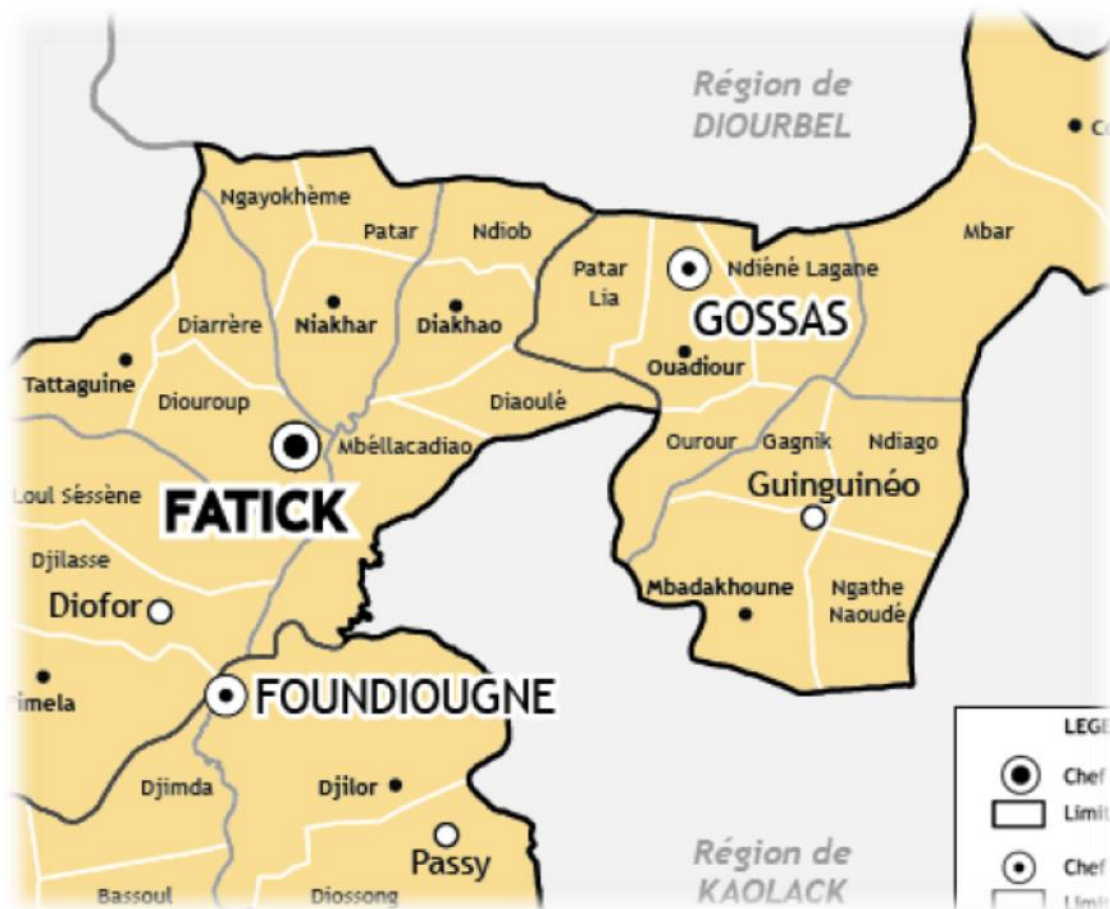 Région de
DIOURBEL
Ngayokhème
Patar
Ndiob
Mbar
Patar
Lia
Ndiéné Lagane
GOSSAS
Diarrère
Niakhar
Diakhao
Ouadiour
Tattaguine
Diouroup
Diaoulé
Mbéllacadiao
Ourour
Gagnik
Ndiago
Guinguinéo
Loul Séssène
FATICK
Djilasse
Diofor
Mbadakhoune
Ngathe
Naoudé
FOUNDIOUGNE
Djimda
Djilor
Passy
Bassoul
Diossong
Région de
KAOLACK
Chef
Chef